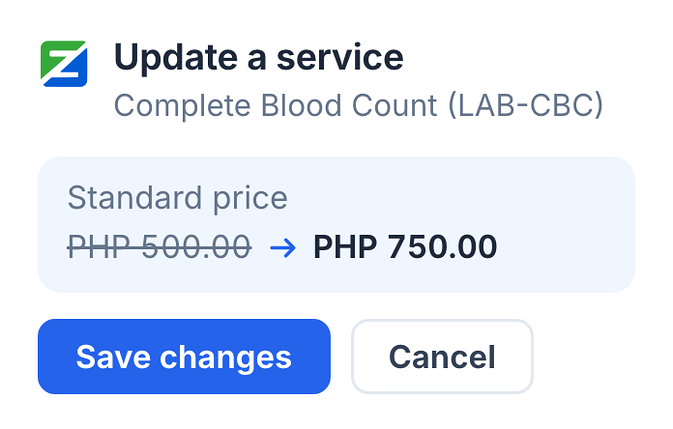 Update a service
Complete Blood Count (LAB-CBC)
Standard price
PHP 500.00 → PHP 750.00
Save changes
Cancel